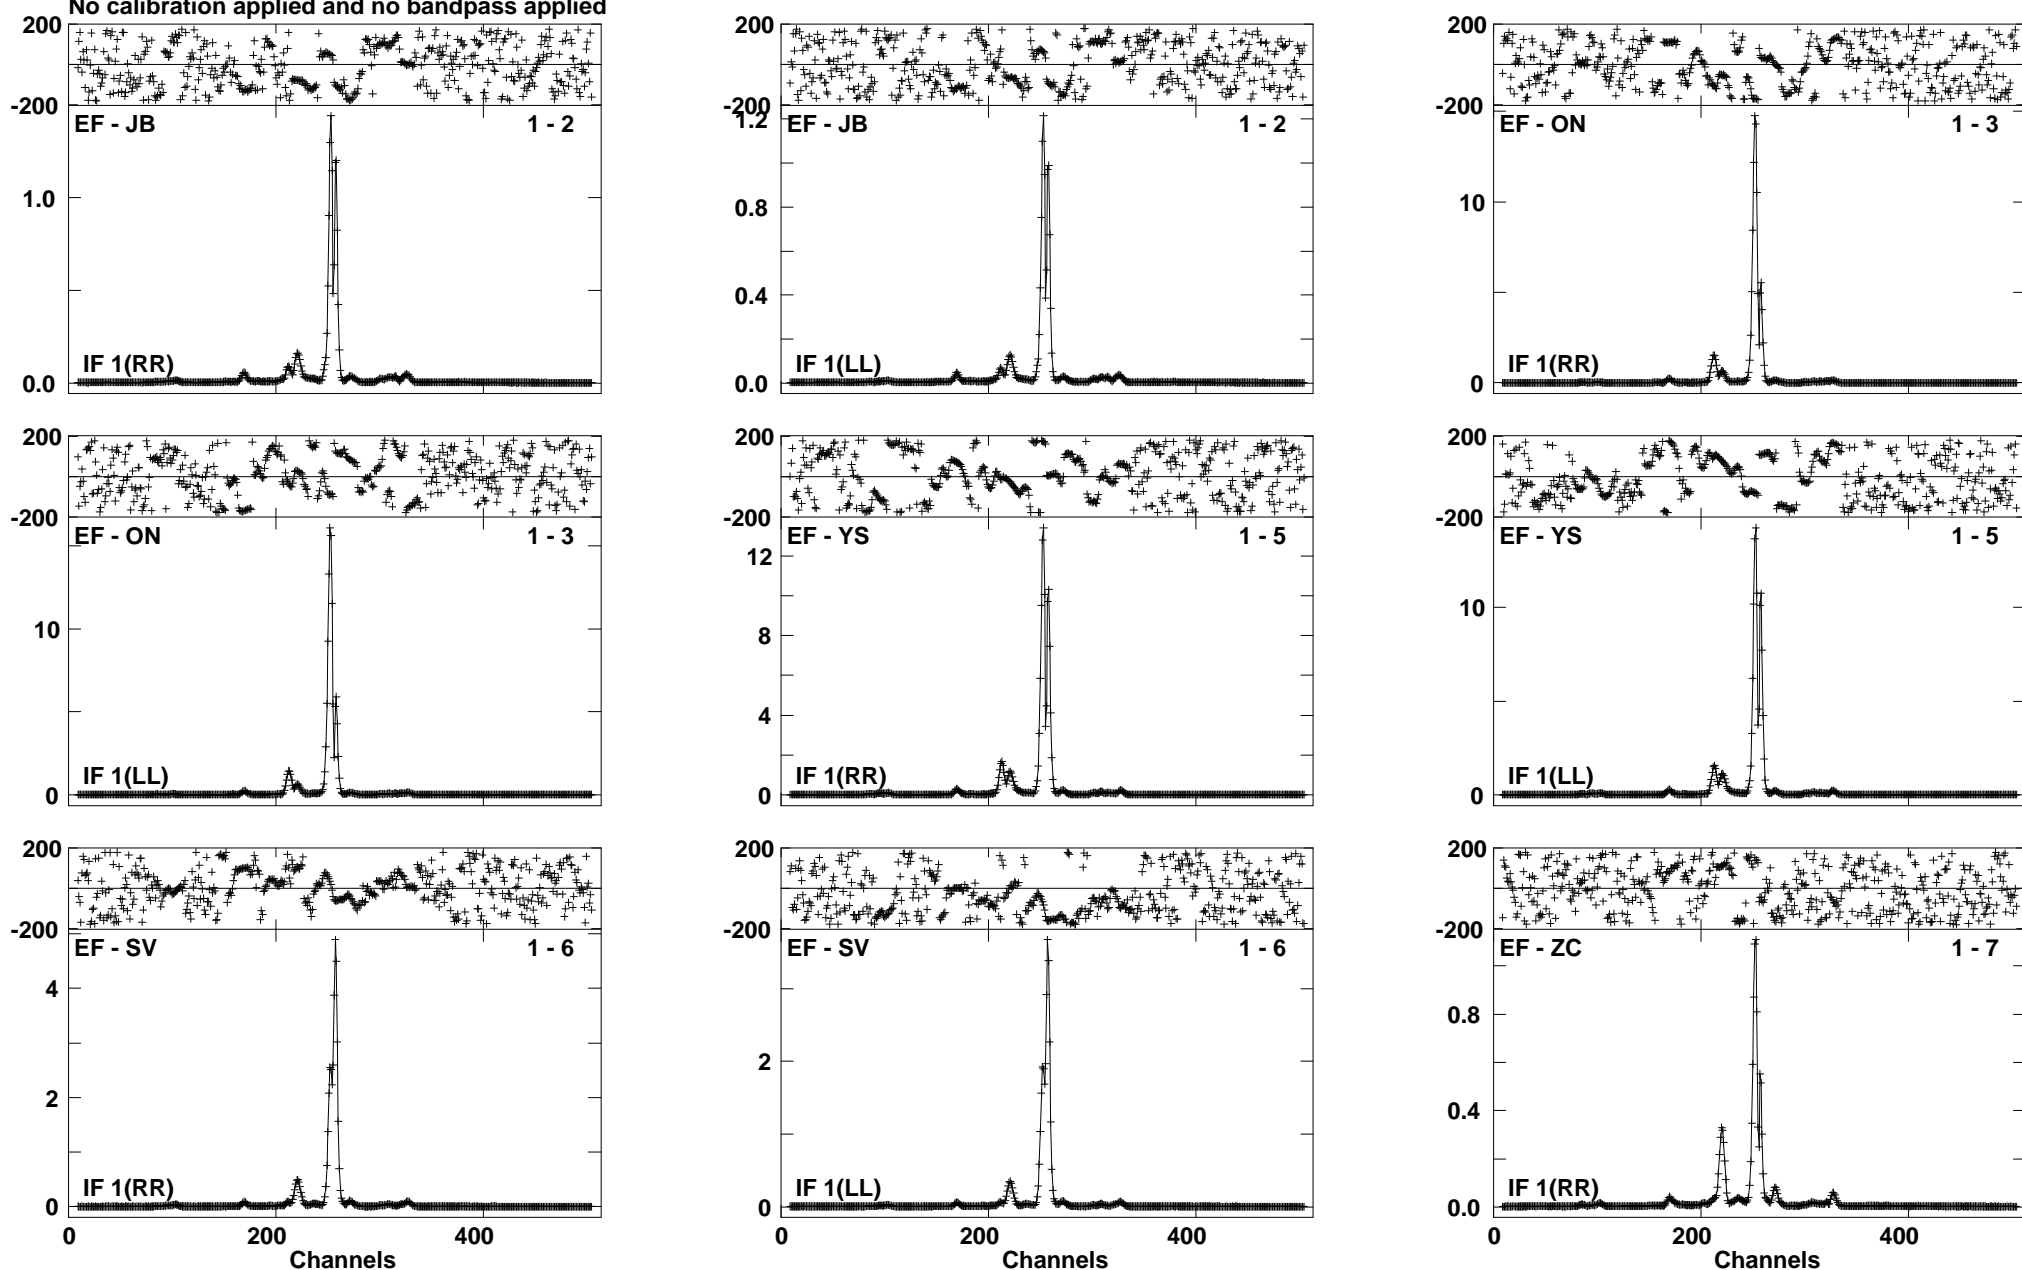 No calibration applied and no bandpass applied
200
-200
EF - JB 1 - 2
1.0
IF 1(RR)
0.0
200
-200
1.2
EF - JB 1 - 2
0.8
0.4
IF 1(LL)
0.0
200
-200
EF - ON 1 - 3
10
IF 1(RR)
0
200
-200
EF - ON 1 - 3
10
IF 1(LL)
0
200
-200
EF - YS 1 - 5
12
8
4
IF 1(RR)
0
200
-200
EF - YS 1 - 5
10
IF 1(LL)
0
200
-200
EF - SV 1 - 6
4
2
IF 1(RR)
0
0 200 400
Channels
200
-200
EF - SV 1 - 6
2
IF 1(LL)
0
0 200 400
Channels
200
-200
EF - ZC 1 - 7
0.8
0.4
IF 1(RR)
0.0
0 200 400
Channels